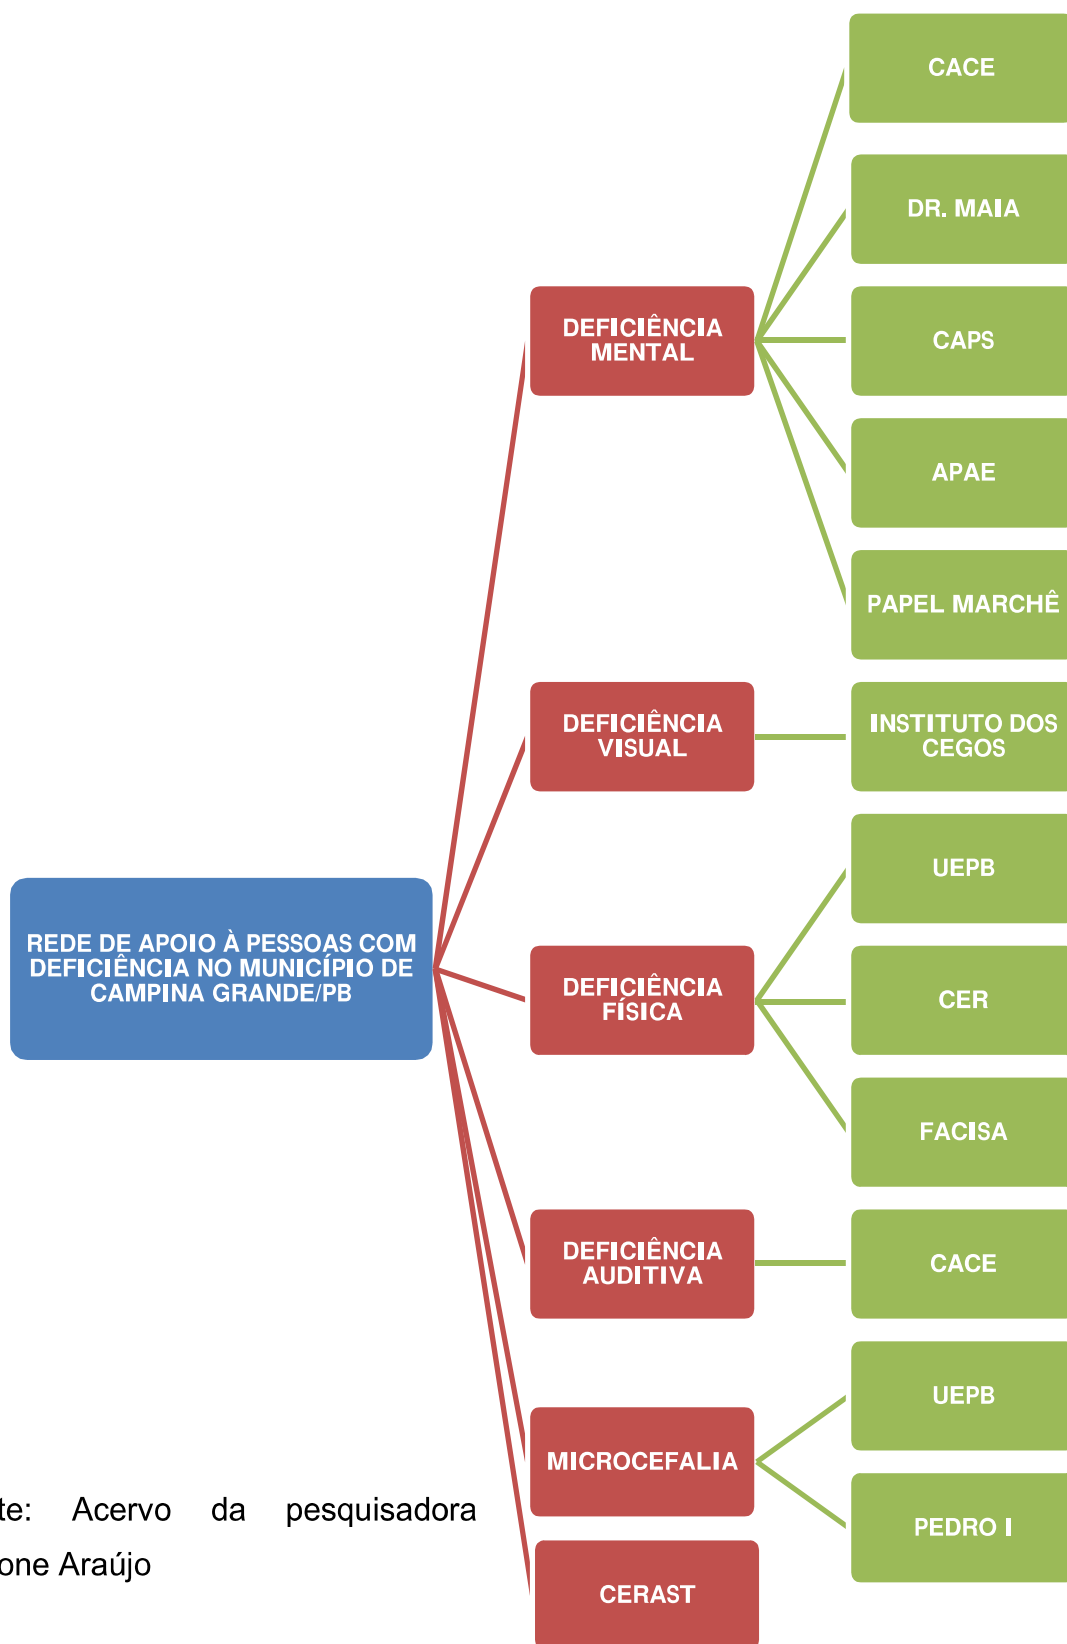 CACE
DR. MAIA
DEFICIÊNCIA
MENTAL
CAPS
APAE
PAPEL MARCHÊ
DEFICIÊNCIA
VISUAL
INSTITUTO DOS
CEGOS
REDE DE APOIO À PESSOAS COM
DEFICIÊNCIA NO MUNICÍPIO DE
CAMPINA GRANDE/PB
DEFICIÊNCIA
FÍSICA
UEPB
CER
FACISA
DEFICIÊNCIA
AUDITIVA
CACE
MICROCEFALIA
UEPB
PEDRO I
CERAST
te: Acervo da pesquisadora
one Araújo